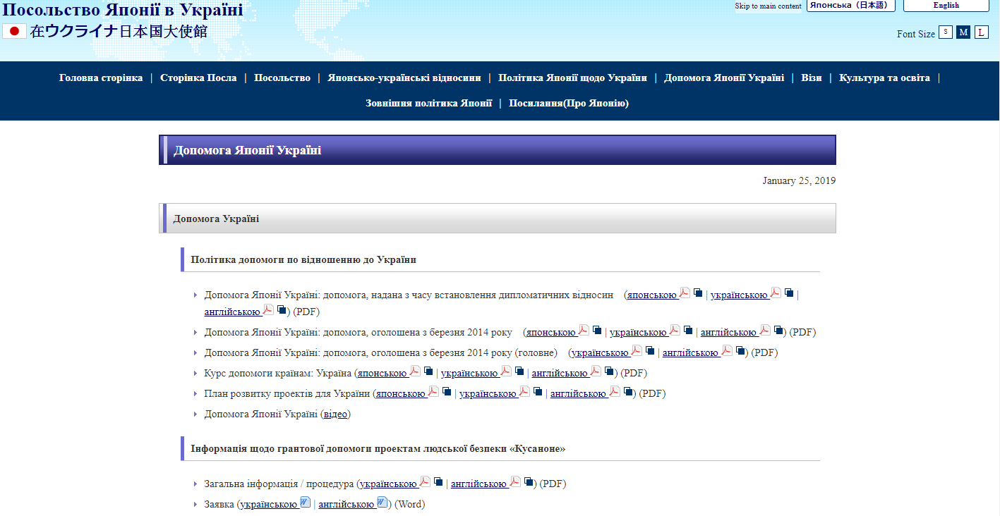 Посольство Японії в Україні
Skip to main content
Японська（日本語）
English
在ウクライナ日本国大使館
Font Size S M L
Головна сторінка | Сторінка Посла | Посольство | Японсько-українські відносини | Політика Японії щодо України | Допомога Японії Україні | Візи | Культура та освіта |
Зовнішня політика Японії | Посилання(Про Японію)
Допомога Японії Україні
January 25, 2019
Допомога Україні
Політика допомоги по відношенню до України
Допомога Японії Україні: допомога, надана з часу встановлення дипломатичних відносин (японською | українською |
англійською ) (PDF)
Допомога Японії Україні: допомога, оголошена з березня 2014 року (японською | українською | англійською ) (PDF)
Допомога Японії Україні: допомога, оголошена з березня 2014 року (головне) (українською | англійською ) (PDF)
Курс допомоги країнам: Україна (японською | українською | англійською ) (PDF)
План розвитку проектів для України (японською | українською | англійською ) (PDF)
Допомога Японії Україні (відео)
Інформація щодо грантової допомоги проектам людської безпеки «Кусаноне»
Загальна інформація / процедура (українською | англійською ) (PDF)
Заявка (українською | англійською ) (Word)